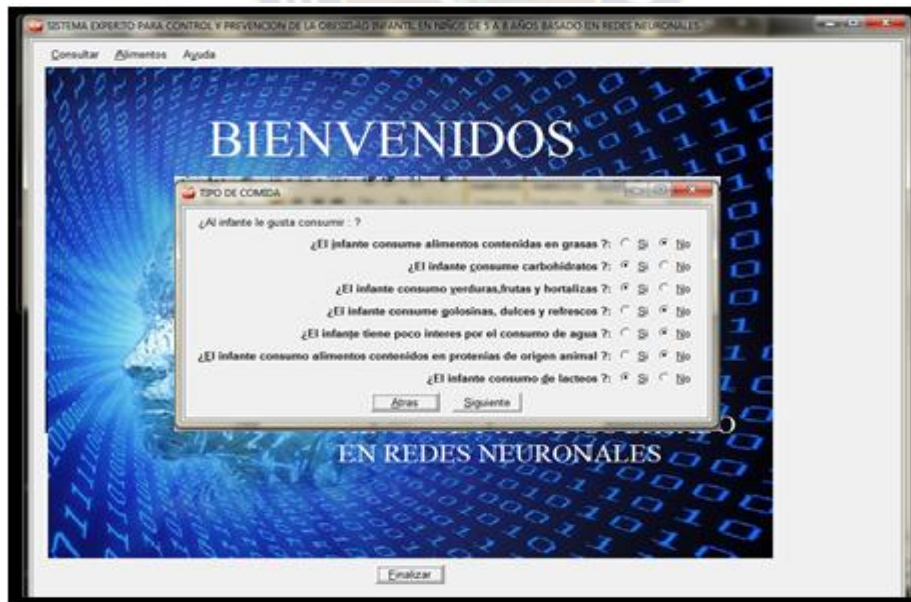 SISTEMA EXPERTO PARA CONTROL Y PREVENCION DE LA OBESIDAD INFANTIL EN NIÑOS DE 5 A 8 AÑOS BASADO EN REDES NEURONALES
Consultar Alimentos Ayuda
BIENVENIDOS
TIPO DE COMIDA
¿Al infante le gusta consumir : ?
¿El infante consume alimentos contenidas en grasas ?: Si No
¿El infante consume carbohidratos ?: Si No
¿El infante consumo verduras,frutas y hortalizas ?: Si No
¿El infante consume golosinas, dulces y refrescos ?: Si No
¿El infante tiene poco interes por el consumo de agua ?: Si No
¿El infante consumo alimentos contenidos en protenias de origen animal ?: Si No
¿El infante consumo de lacteos ?: Si No
Atras Siguiente
EN REDES NEURONALES
Finalizar